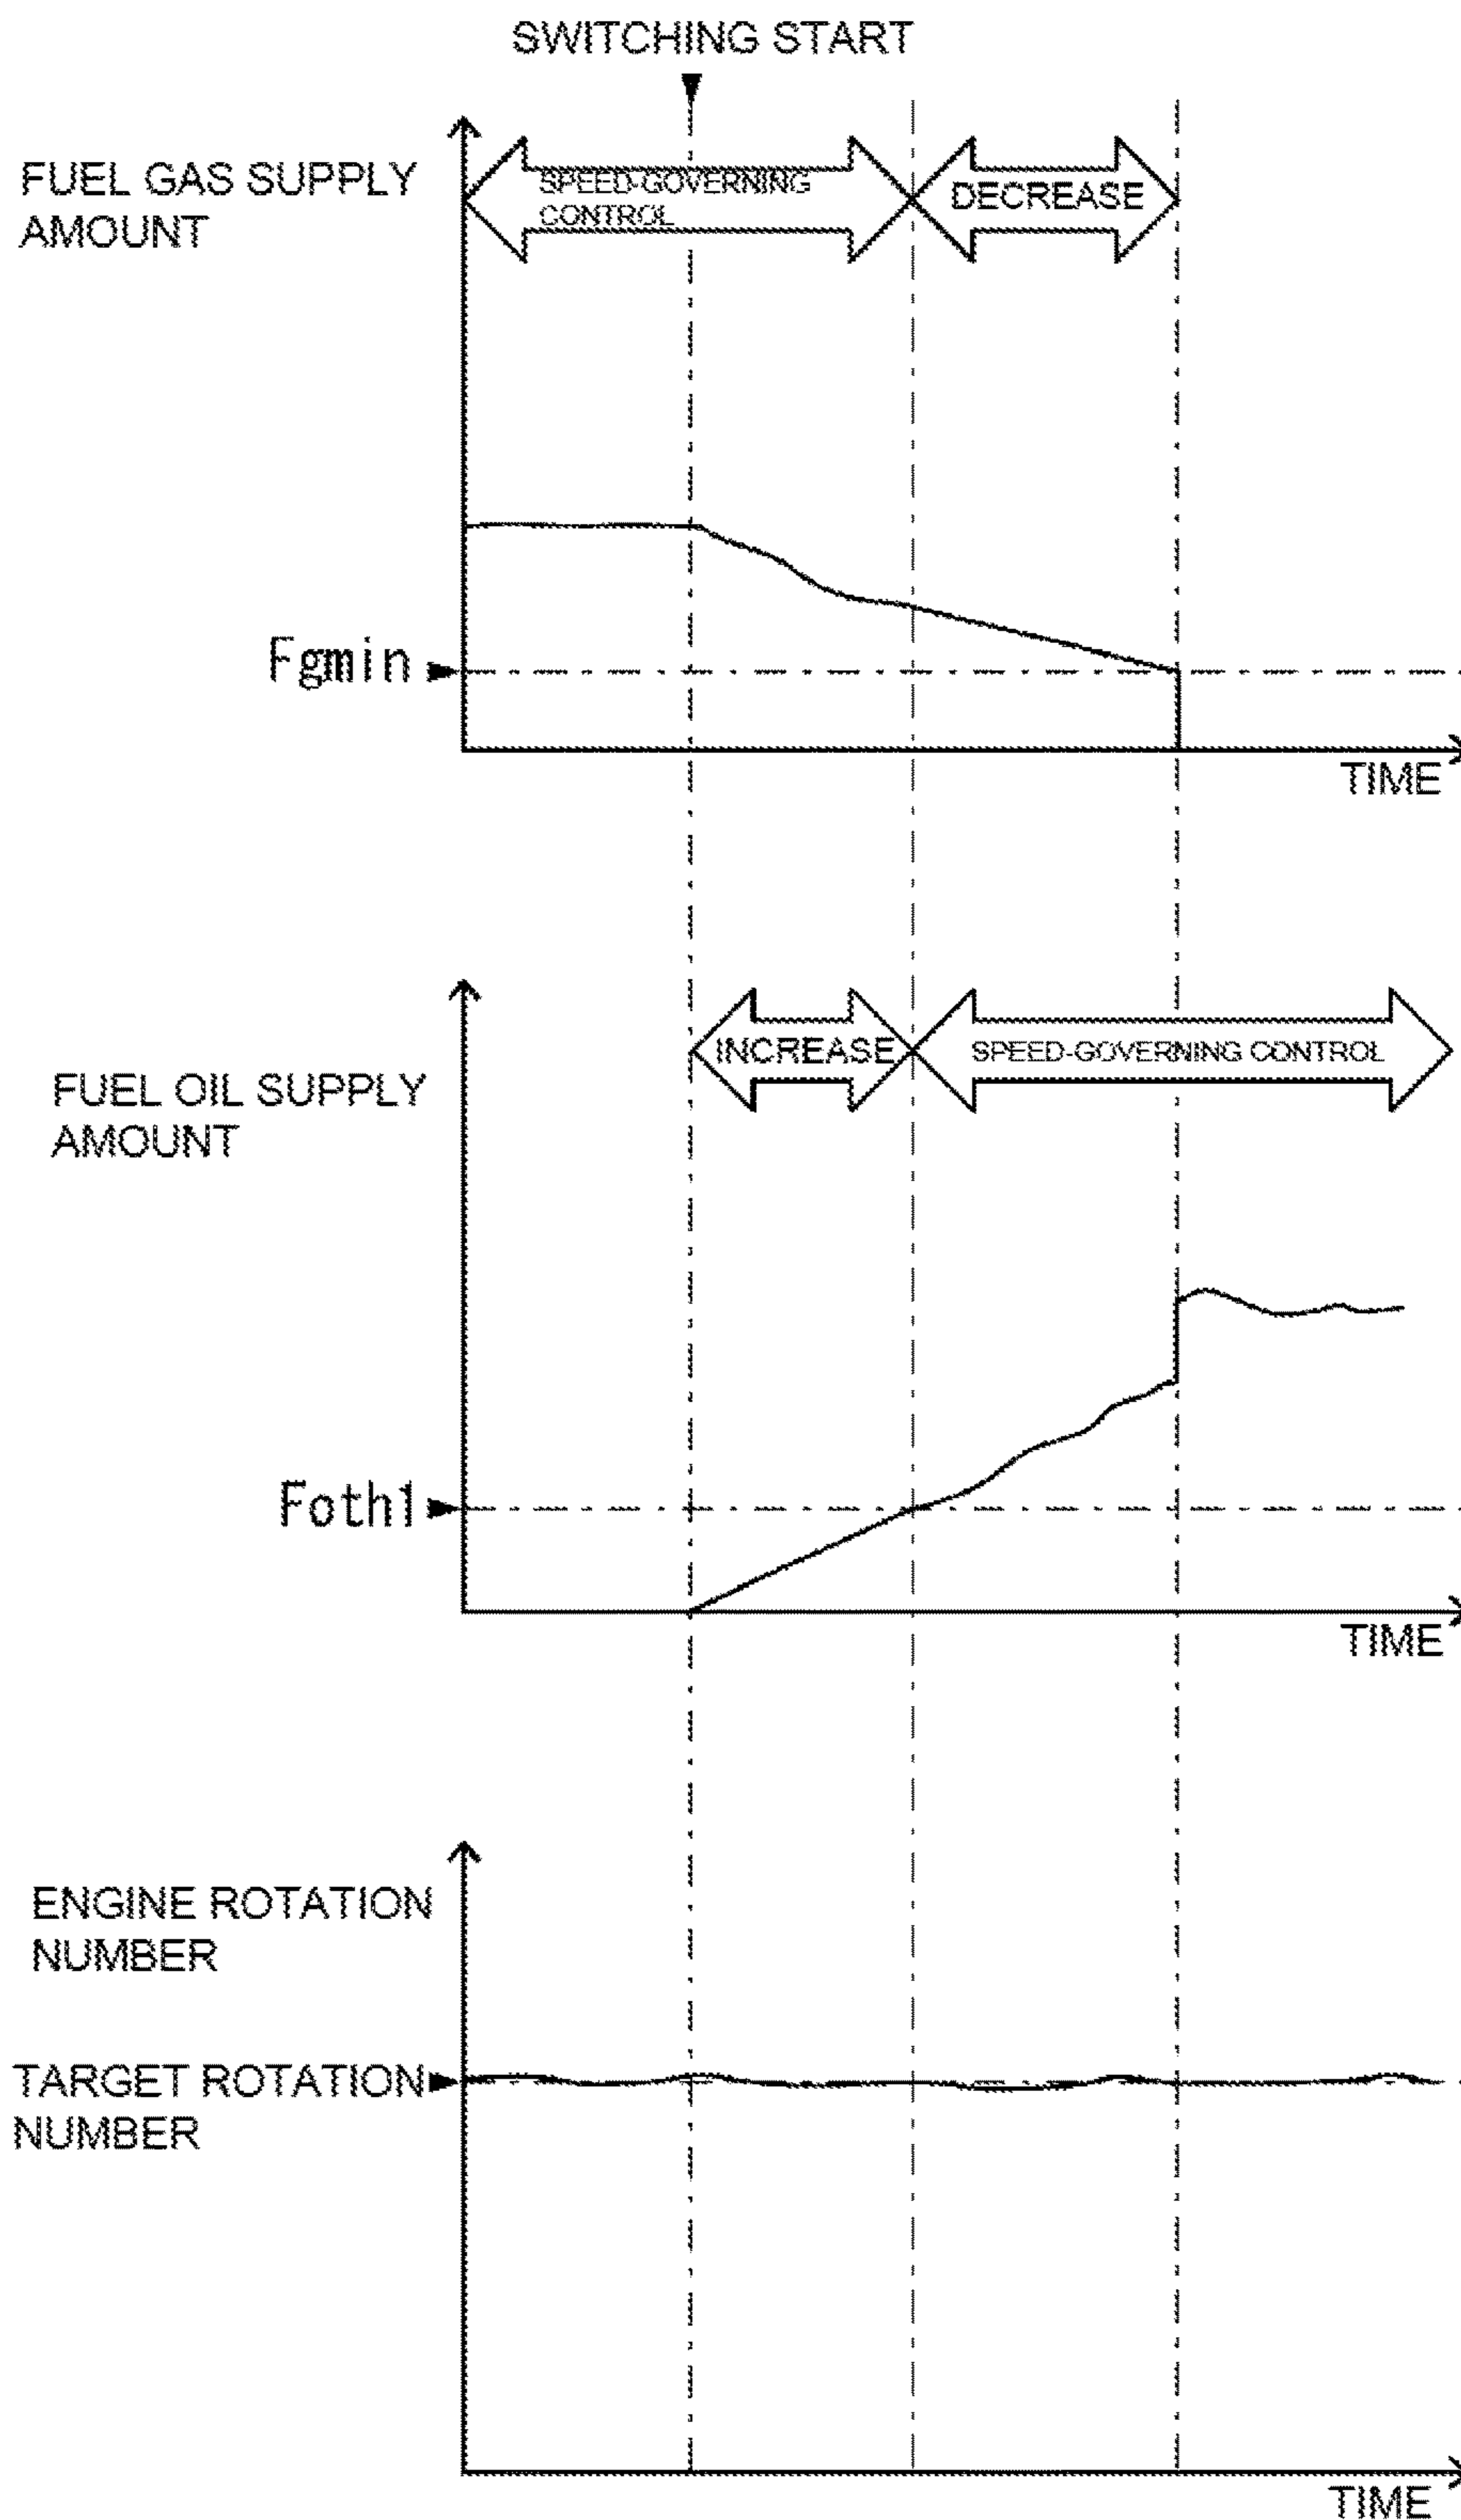 SWITCHING START
FUEL GAS SUPPLY
AMOUNT
SPEED-GOVERNING
CONTROL
DECREASE
Fgmin
TIME
INCREASE
SPEED-GOVERNING CONTROL
FUEL OIL SUPPLY
AMOUNT
Foth1
TIME
ENGINE ROTATION
NUMBER
TARGET ROTATION
NUMBER
TIME